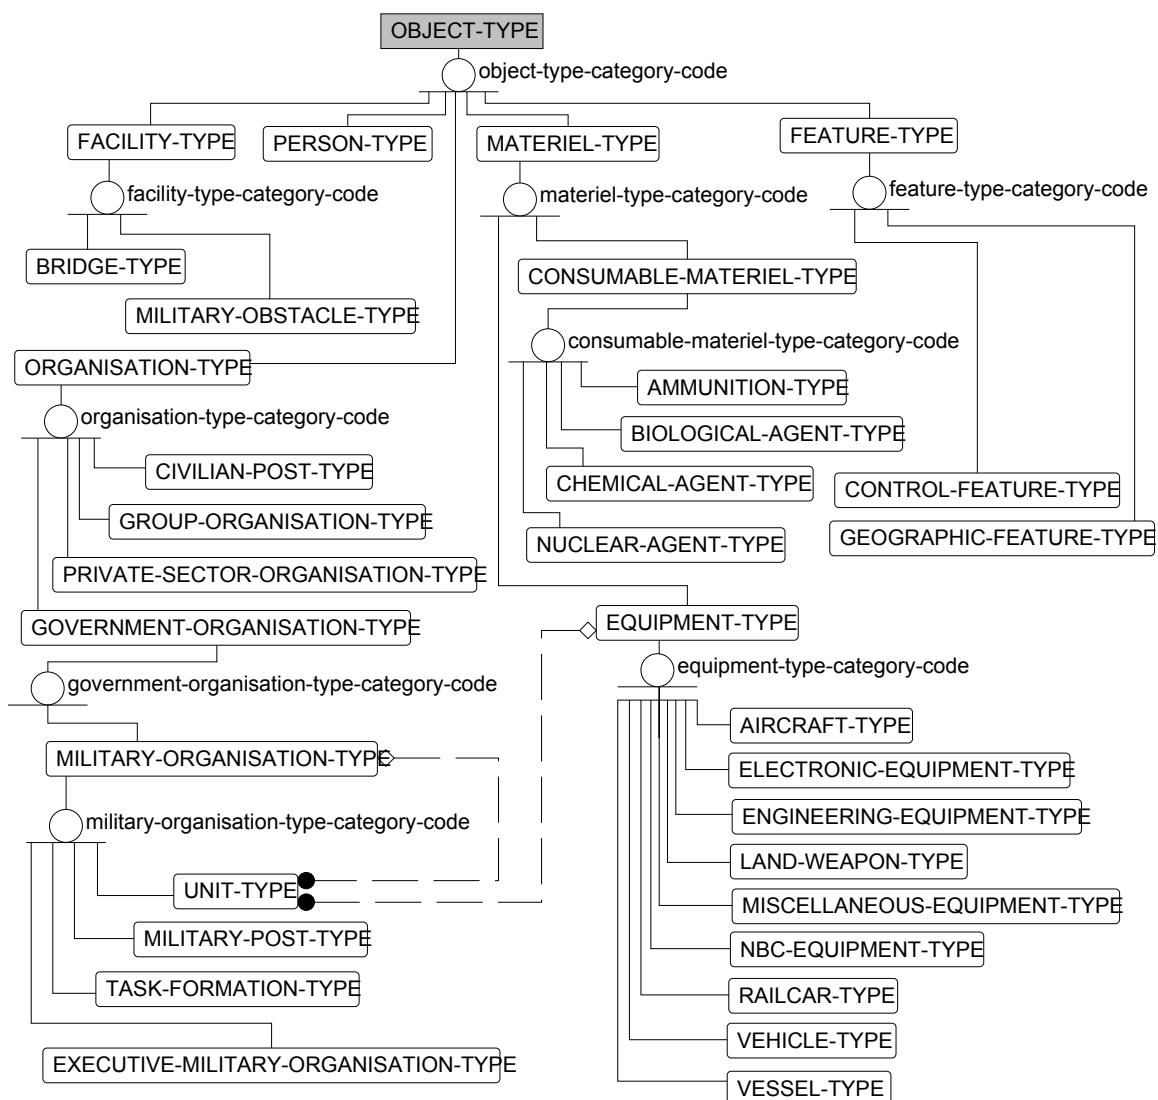 OBJECT-TYPE
object-type-category-code
FACILITY-TYPE
PERSON-TYPE
MATERIEL-TYPE
FEATURE-TYPE
facility-type-category-code
materiel-type-category-code
feature-type-category-code
BRIDGE-TYPE
CONSUMABLE-MATERIEL-TYPE
MILITARY-OBSTACLE-TYPE
consumable-materiel-type-category-code
ORGANISATION-TYPE
AMMUNITION-TYPE
organisation-type-category-code
BIOLOGICAL-AGENT-TYPE
CIVILIAN-POST-TYPE
CHEMICAL-AGENT-TYPE
CONTROL-FEATURE-TYPE
GROUP-ORGANISATION-TYPE
NUCLEAR-AGENT-TYPE
GEOGRAPHIC-FEATURE-TYPE
PRIVATE-SECTOR-ORGANISATION-TYPE
GOVERNMENT-ORGANISATION-TYPE
EQUIPMENT-TYPE
government-organisation-type-category-code
equipment-type-category-code
AIRCRAFT-TYPE
MILITARY-ORGANISATION-TYPE
ELECTRONIC-EQUIPMENT-TYPE
military-organisation-type-category-code
ENGINEERING-EQUIPMENT-TYPE
LAND-WEAPON-TYPE
UNIT-TYPE
MISCELLANEOUS-EQUIPMENT-TYPE
MILITARY-POST-TYPE
NBC-EQUIPMENT-TYPE
TASK-FORMATION-TYPE
RAILCAR-TYPE
VEHICLE-TYPE
EXECUTIVE-MILITARY-ORGANISATION-TYPE
VESSEL-TYPE